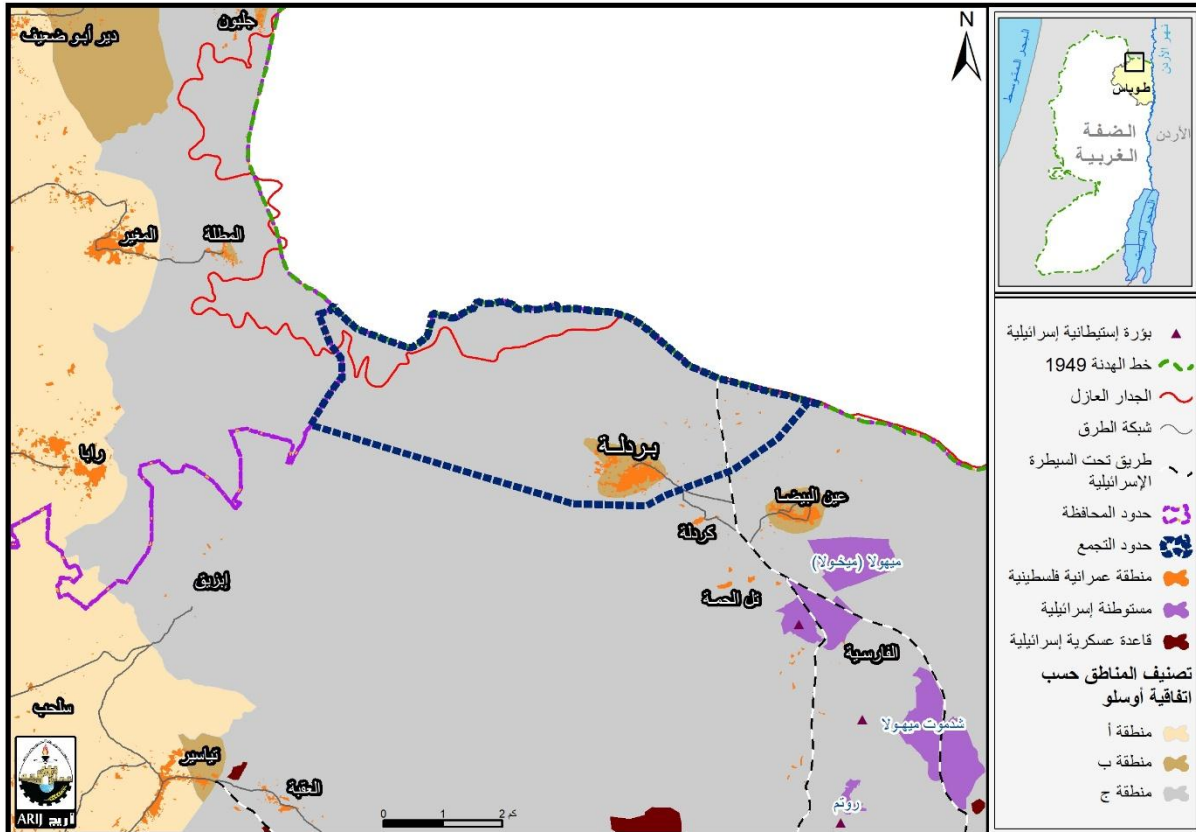 جلبون
دير أبو ضعيف
المغير
المطلة
رابا
إبزيق
سلحب
تياسير
العقبة
بردلــة
عين البيضا
كردلة
تل الحمة
ميهولا (ميخولا)
الفارسية
شدموت ميهولا
روتم
N
0 1 2 كم
أريج ARIJ
البحر المتوسط
نهر الأردن
طوباس
الضفة
الغربية
الأردن
البحر الميت
بؤرة إستيطانية إسرائيلية
خط الهدنة 1949
الجدار العازل
شبكة الطرق
طريق تحت السيطرة
الإسرائيلية
حدود المحافظة
حدود التجمع
منطقة عمرانية فلسطينية
مستوطنة إسرائيلية
قاعدة عسكرية إسرائيلية
تصنيف المناطق حسب
اتفاقية أوسلو
منطقة أ
منطقة ب
منطقة ج